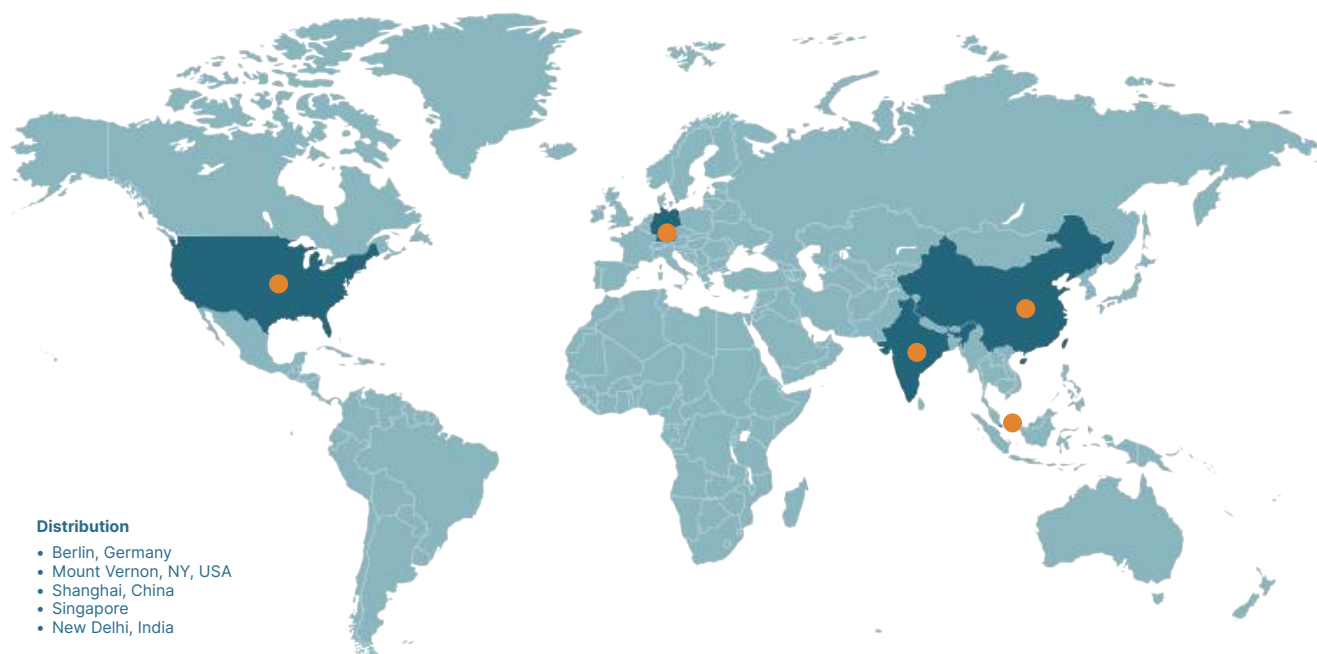 Distribution
• Berlin, Germany
• Mount Vernon, NY, USA
• Shanghai, China
• Singapore
• New Delhi, India